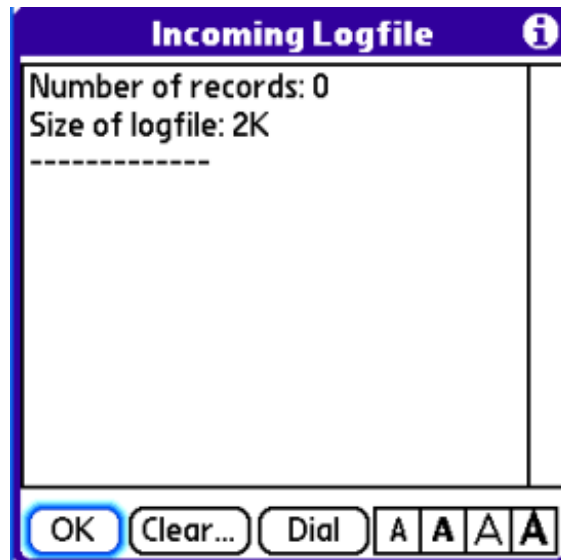 Incoming Logfile i
Number of records: 0
Size of logfile: 2K
-------------
OK Clear... Dial A A A A